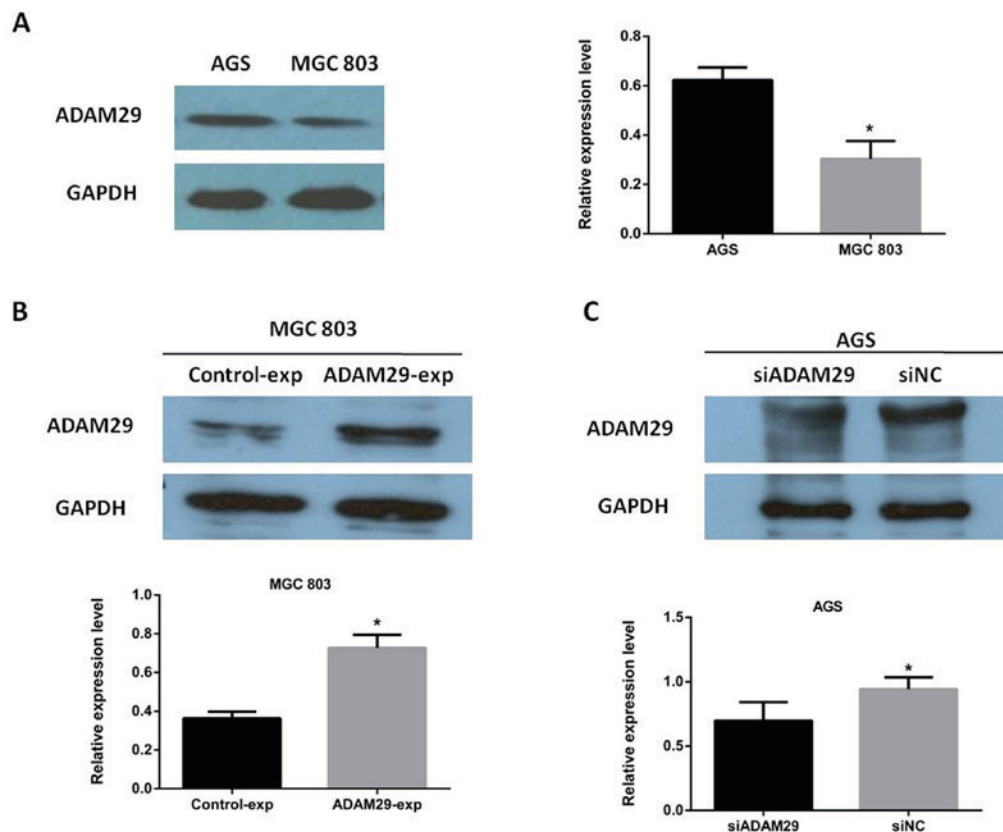 A
AGS MGC 803
ADAM29
GAPDH
Relative expression level
0.8
0.6
0.4
0.2
0.0
*
AGS MGC 803
B
MGC 803
Control-exp ADAM29-exp
ADAM29
GAPDH
MGC 803
Relative expression level
1.0
0.8
0.6
0.4
0.2
0.0
*
Control-exp ADAM29-exp
C
AGS
siADAM29 siNC
ADAM29
GAPDH
AGS
Relative expression level
1.5
1.0
0.5
0.0
*
siADAM29 siNC